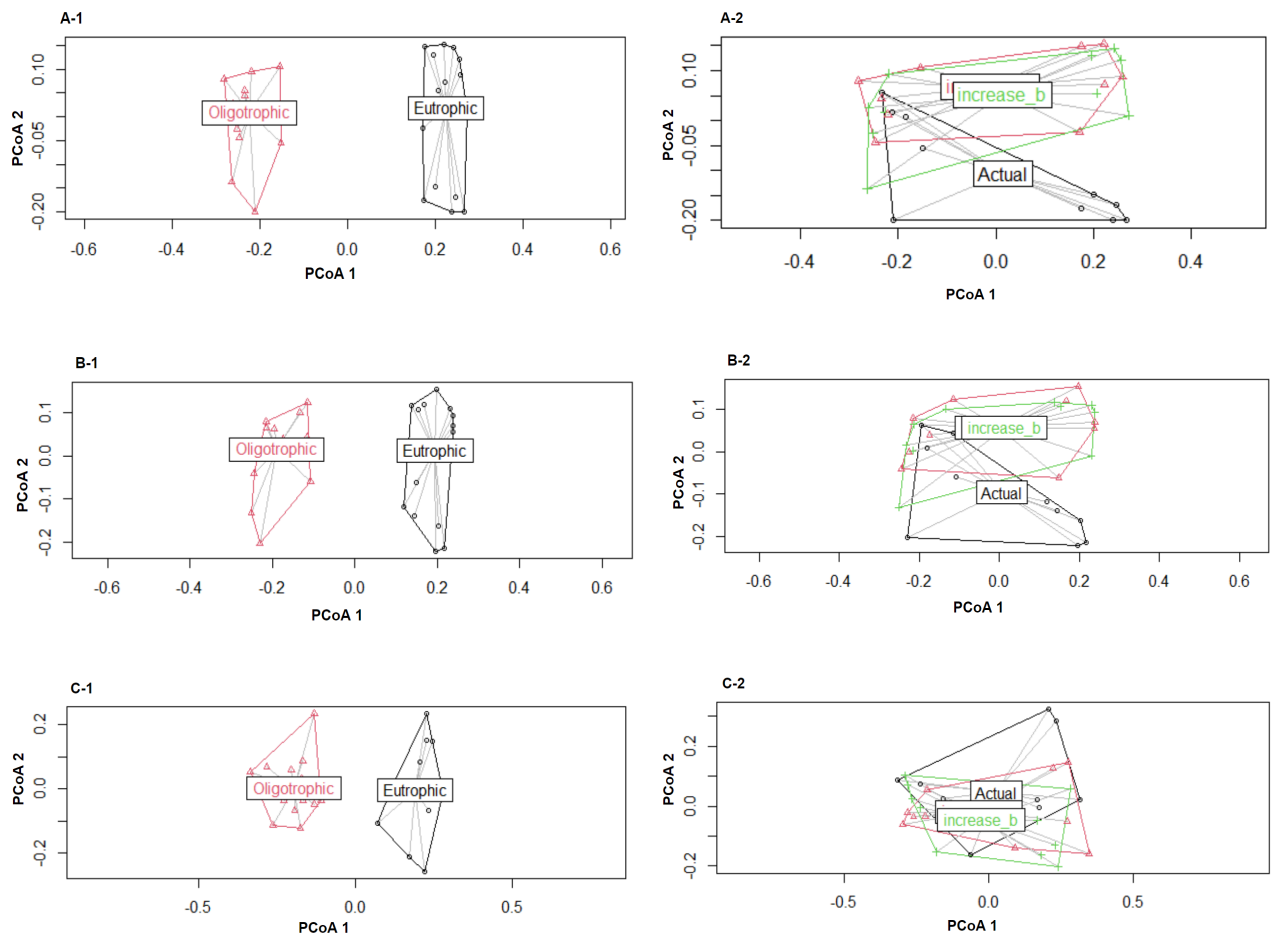 A-1
PCoA 2
0.10
-0.05
-0.20
Oligotrophic
Eutrophic
-0.6 -0.4 -0.2 0.0 0.2 0.4 0.6
PCoA 1
A-2
PCoA 2
0.10
-0.05
-0.20
increase_b
Actual
-0.4 -0.2 0.0 0.2 0.4
PCoA 1
B-1
PCoA 2
0.1
0.0
-0.1
-0.2
Oligotrophic
Eutrophic
-0.6 -0.4 -0.2 0.0 0.2 0.4 0.6
PCoA 1
B-2
PCoA 2
0.1
0.0
-0.1
-0.2
increase_b
Actual
-0.6 -0.4 -0.2 0.0 0.2 0.4 0.6
PCoA 1
C-1
PCoA 2
0.2
0.0
-0.2
Oligotrophic
Eutrophic
-0.5 0.0 0.5
PCoA 1
C-2
PCoA 2
0.2
0.0
-0.2
Actual
increase_b
-0.5 0.0 0.5
PCoA 1